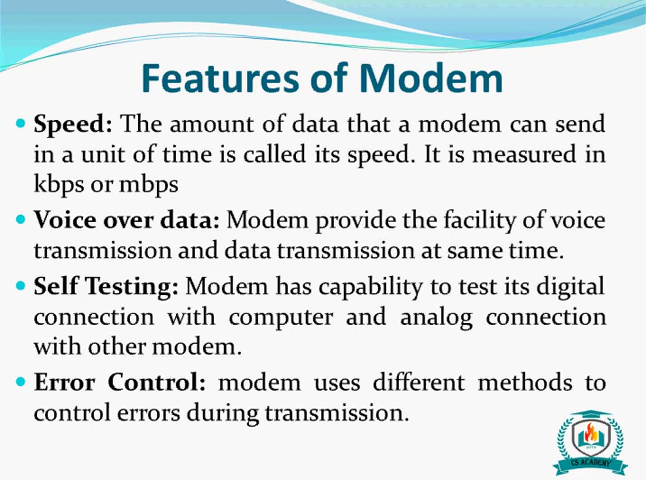 Features of Modem
• Speed: The amount of data that a modem can send
in a unit of time is called its speed. It is measured in
kbps or mbps
• Voice over data: Modem provide the facility of voice
transmission and data transmission at same time.
• Self Testing: Modem has capability to test its digital
connection with computer and analog connection
with other modem.
• Error Control: modem uses different methods to
control errors during transmission.
CS ACADEMY